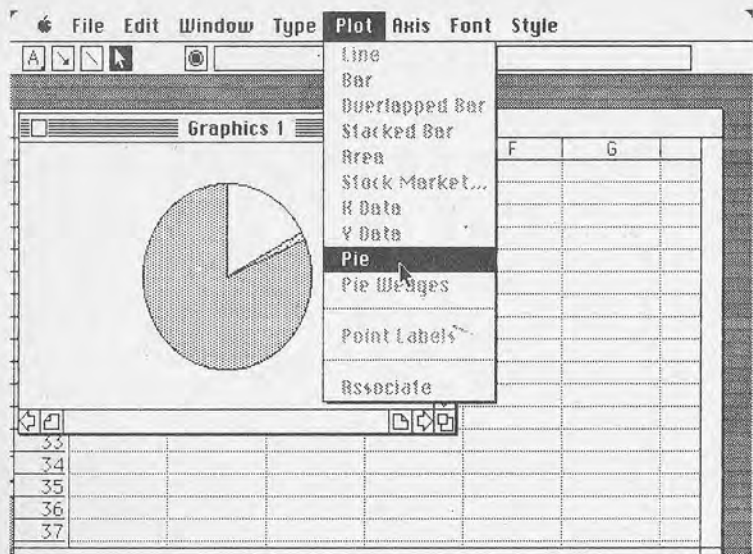 File Edit Window Type Plot Axis Font Style
A
Line
Bar
Overlapped Bar
Stacked Bar
Area
Stock Market...
X Data
Y Data
Pie
Pie Wedges
Point Labels
Associate
Graphics 1
F G
33
34
35
36
37